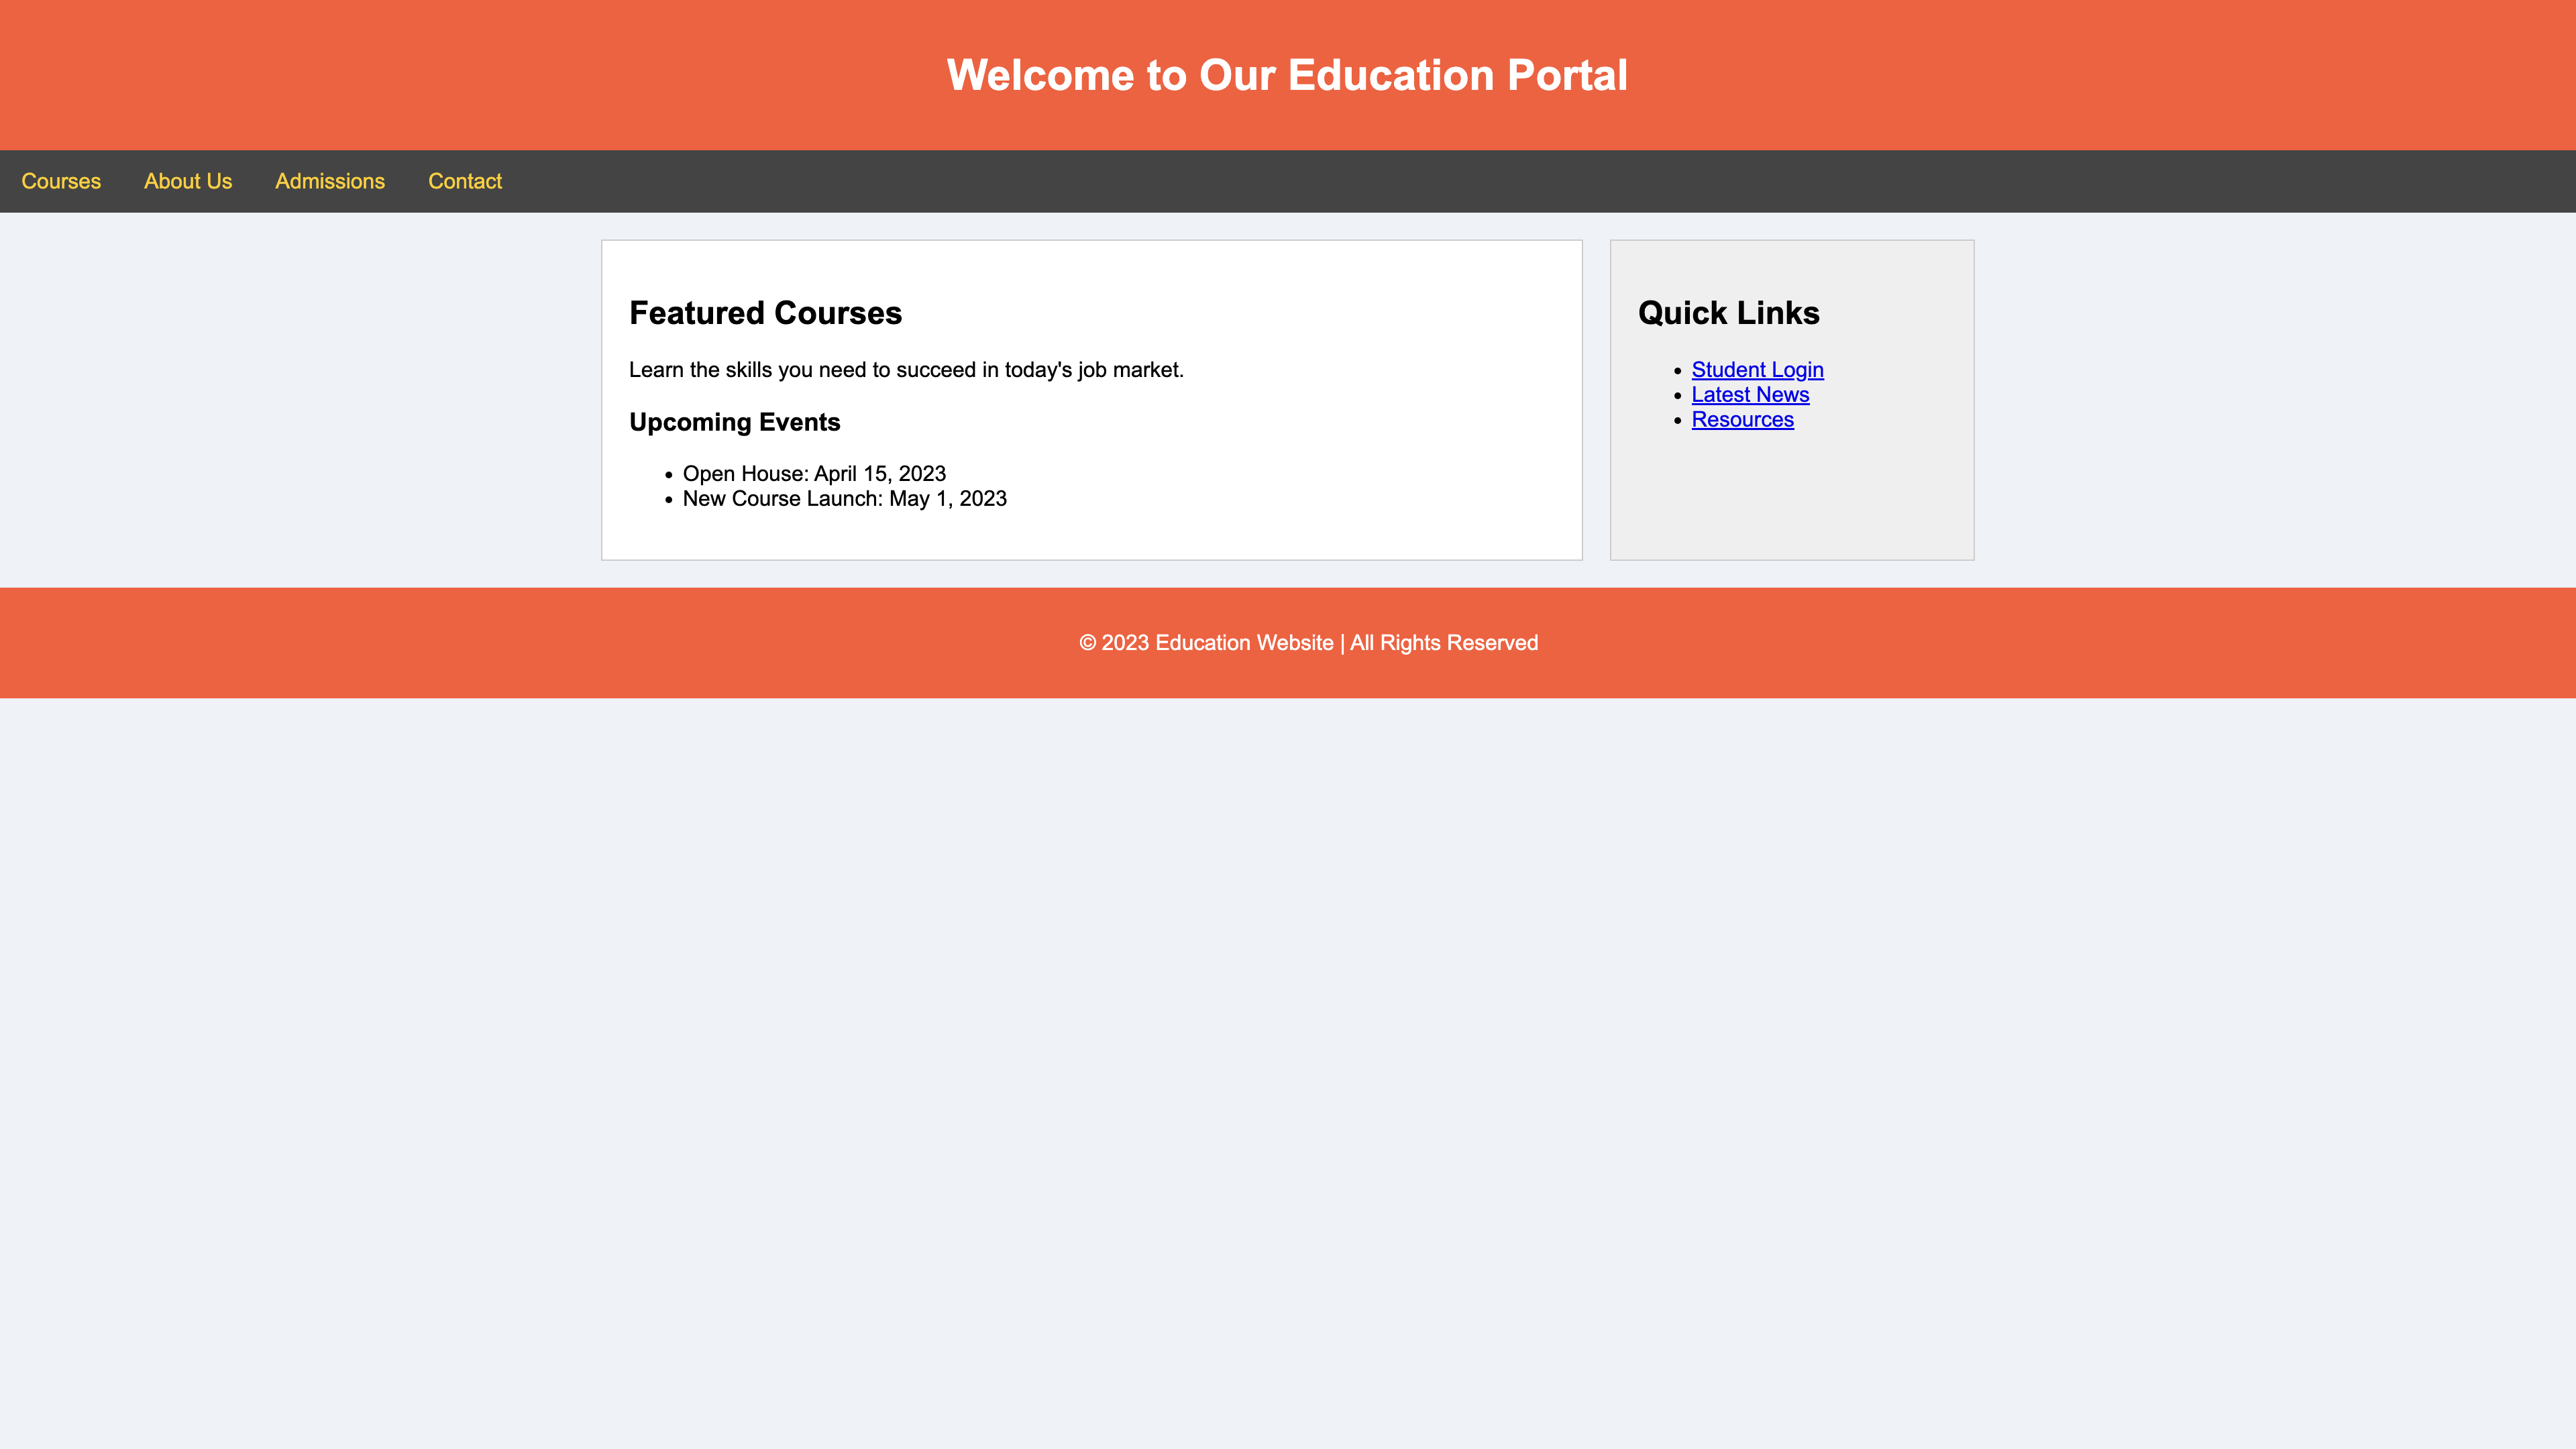 Welcome to Our Education Portal
Courses About Us Admissions Contact
Featured Courses
Learn the skills you need to succeed in today's job market.
Upcoming Events
Open House: April 15, 2023
New Course Launch: May 1, 2023
Quick Links
Student Login
Latest News
Resources
© 2023 Education Website | All Rights Reserved